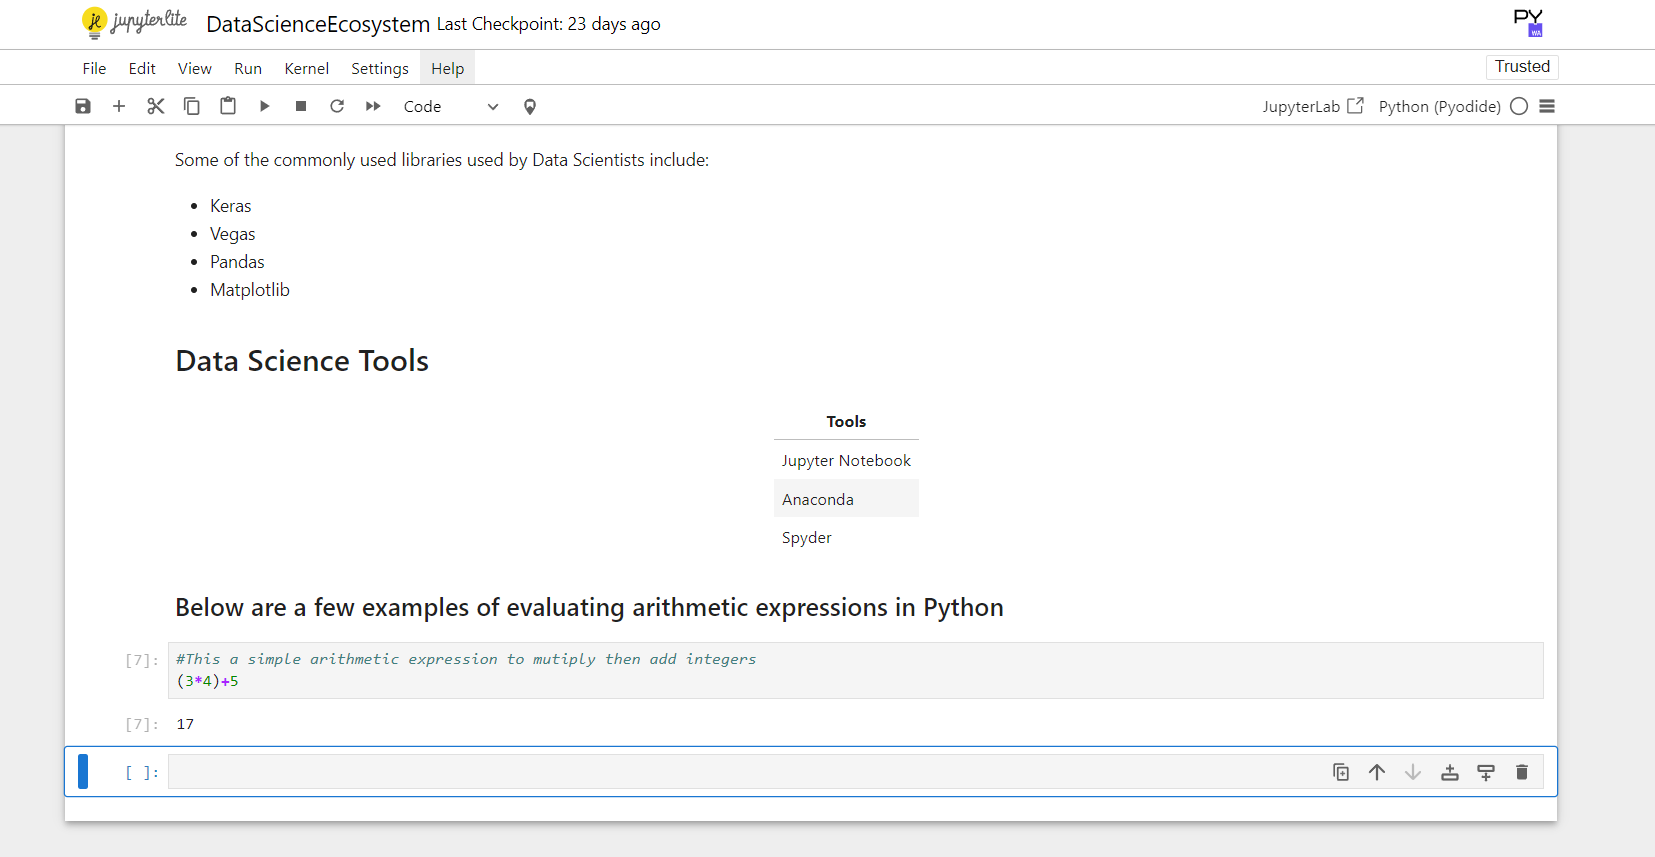 jupyterlite DataScienceEcosystem Last Checkpoint: 23 days ago
PY
WA
File Edit View Run Kernel Settings Help
Trusted
Code
JupyterLab Python (Pyodide)
Some of the commonly used libraries used by Data Scientists include:
Keras
Vegas
Pandas
Matplotlib
Data Science Tools
Tools
Jupyter Notebook
Anaconda
Spyder
Below are a few examples of evaluating arithmetic expressions in Python
[7]: #This a simple arithmetic expression to mutiply then add integers
(3*4)+5
[7]: 17
[ ]: